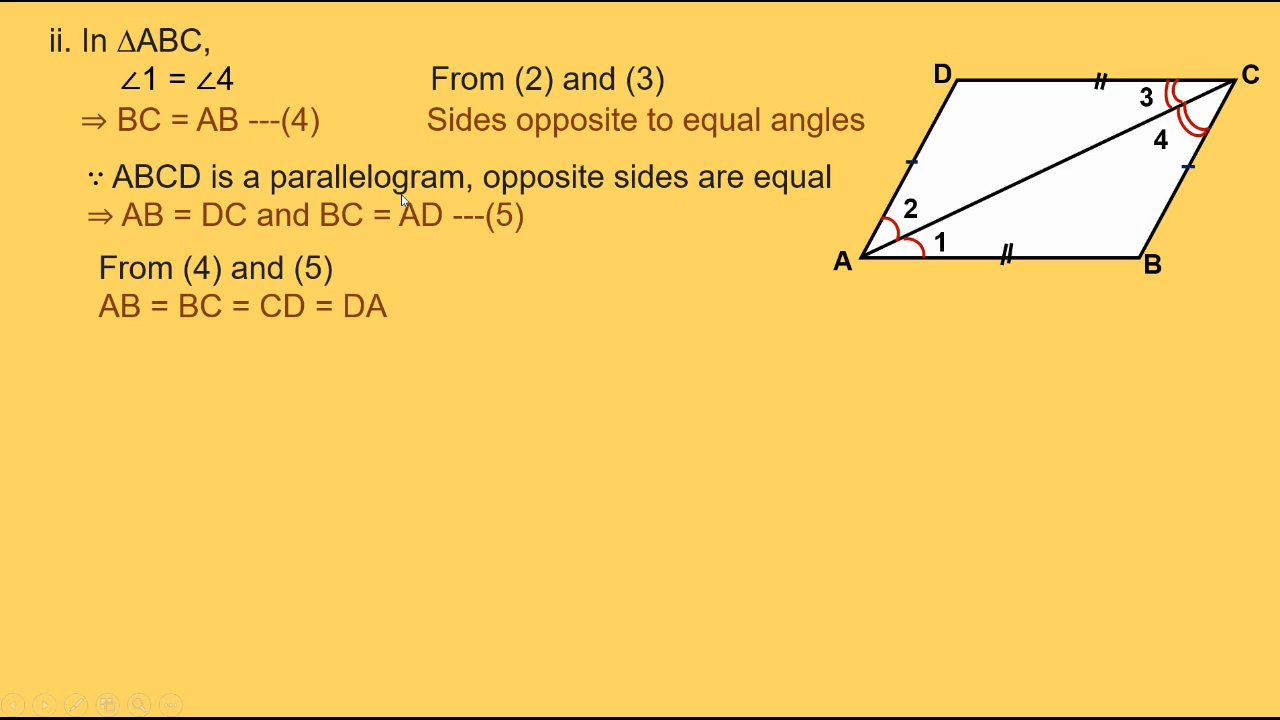 ii. In ∆ABC,
∠1 = ∠4 From (2) and (3)
⇒ BC = AB ---(4) Sides opposite to equal angles
∵ ABCD is a parallelogram, opposite sides are equal
⇒ AB = DC and BC = AD ---(5)
From (4) and (5)
AB = BC = CD = DA
D
C
3
4
2
1
A
B